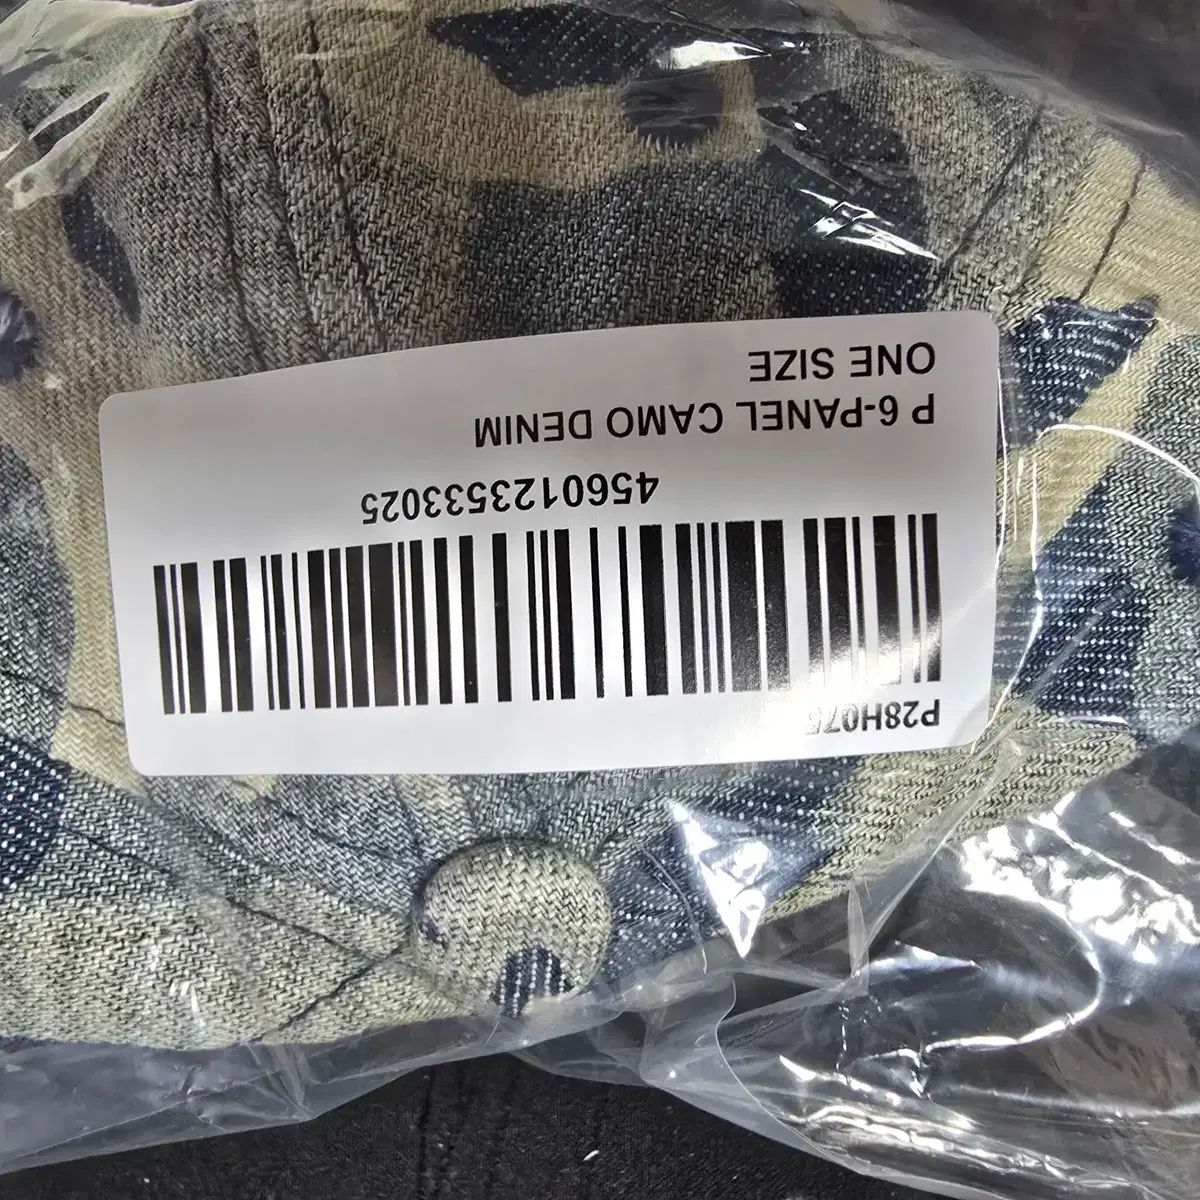 P28H075
4560123533025
P 6-PANEL CAMO DENIM
ONE SIZE